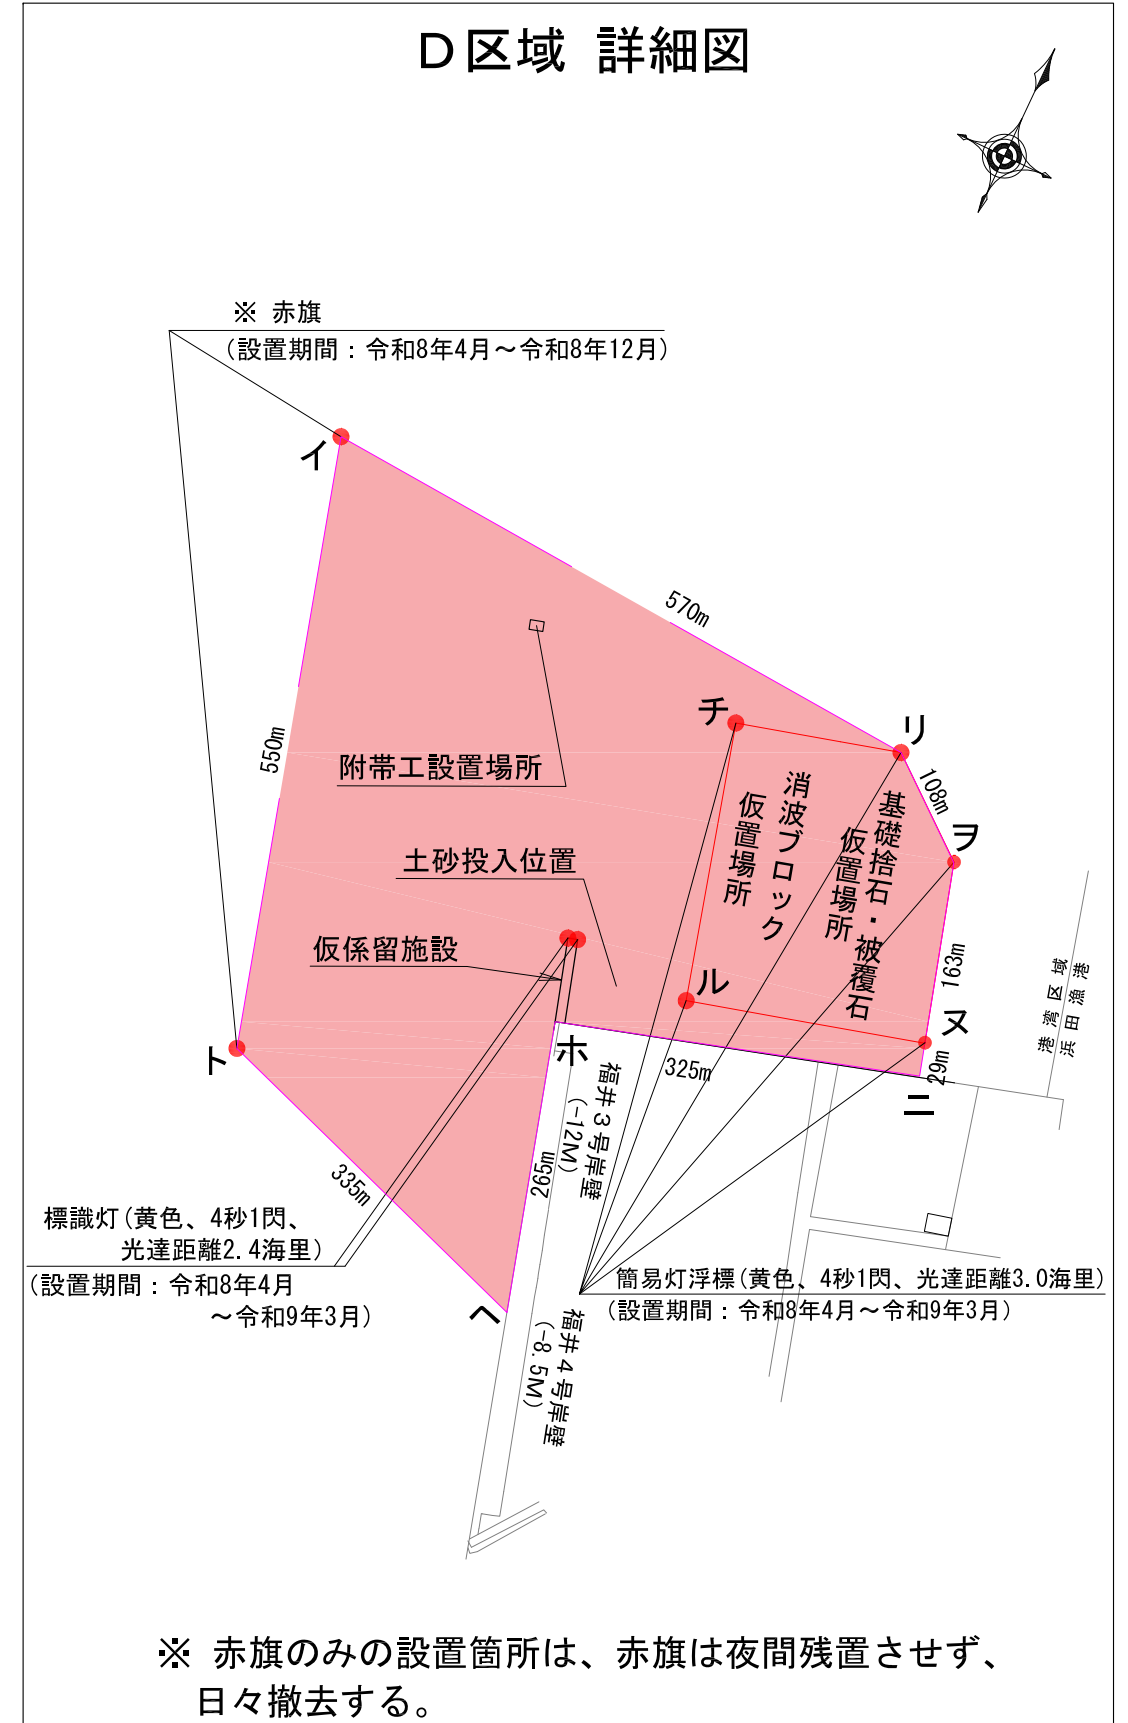 D区域 詳細図
※ 赤旗
(設置期間：令和8年4月～令和8年12月)
イ
570m
チ
リ
108m
ヲ
550m
附帯工設置場所
消波ブロック
仮置場所
基礎捨石・被覆石
仮置場所
土砂投入位置
仮係留施設
ル
163m
ヌ
港湾区域
浜田漁港
ト
ホ
325m
29m
ニ
福井３号岸壁
(-12M)
265m
335m
標識灯(黄色、4秒1閃、
光達距離2.4海里)
(設置期間：令和8年4月
～令和9年3月)
ヘ
簡易灯浮標(黄色、4秒1閃、光達距離3.0海里)
(設置期間：令和8年4月～令和9年3月)
福井４号岸壁
(-8.5M)
※ 赤旗のみの設置箇所は、赤旗は夜間残置させず、
日々撤去する。